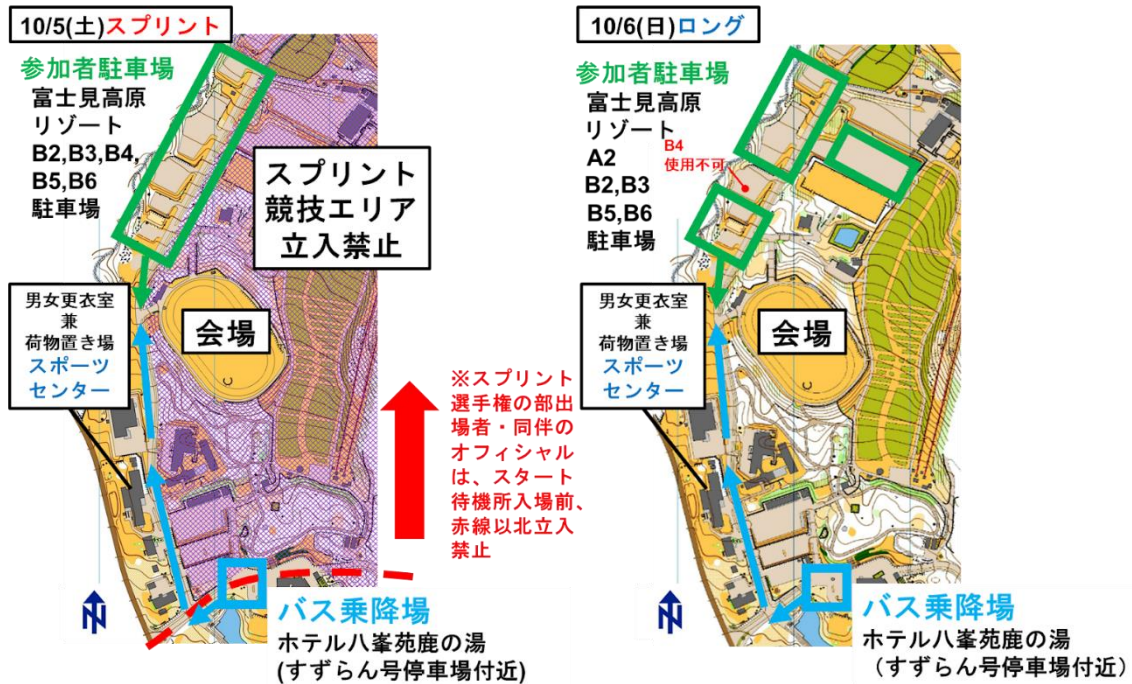 10/5(土)スプリント
参加者駐車場
富士見高原
リゾート
B2,B3,B4,
B5,B6
駐車場
スプリント
競技エリア
立入禁止
男女更衣室
兼
荷物置き場
スポーツ
センター
会場
※スプリント
選手権の部出
場者・同伴の
オフィシャル
は、スタート
待機所入場前、
赤線以北立入
禁止
バス乗降場
ホテル八峯苑鹿の湯
(すずらん号停車場付近)
10/6(日)ロング
参加者駐車場
富士見高原
リゾート
A2
B2,B3
B5,B6
駐車場
B4
使用不可
男女更衣室
兼
荷物置き場
スポーツ
センター
会場
バス乗降場
ホテル八峯苑鹿の湯
(すずらん号停車場付近)